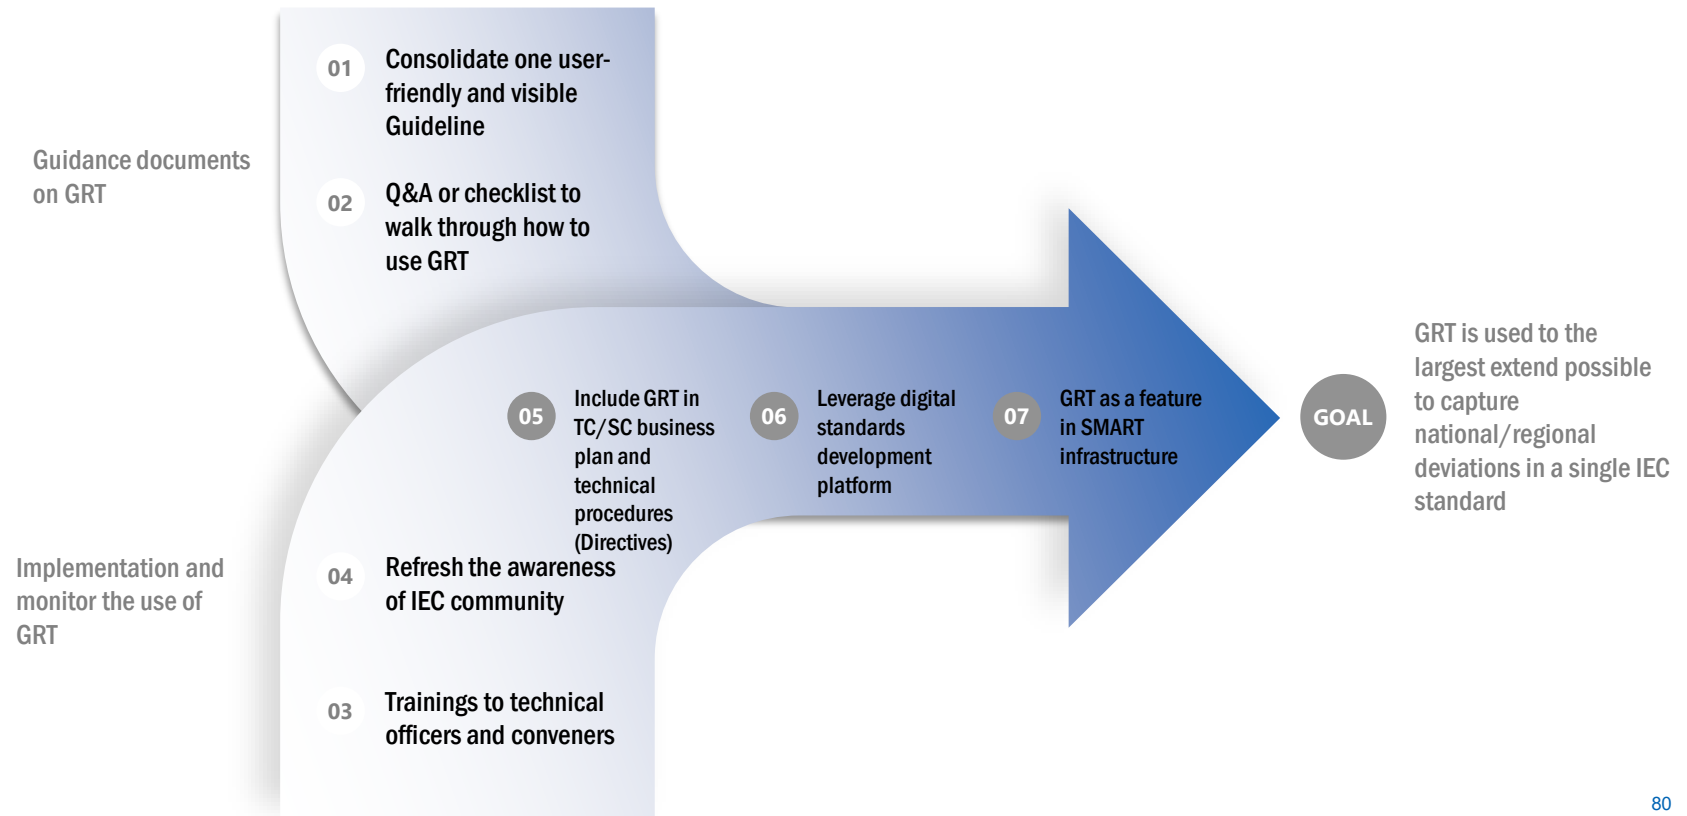 Guidance documents
on GRT
01
Consolidate one user-
friendly and visible
Guideline
02
Q&A or checklist to
walk through how to
use GRT
Implementation and
monitor the use of
GRT
03
Trainings to technical
officers and conveners
04
Refresh the awareness
of IEC community
05
Include GRT in
TC/SC business
plan and
technical
procedures
(Directives)
06
Leverage digital
standards
development
platform
07
GRT as a feature
in SMART
infrastructure
GOAL
GRT is used to the
largest extend possible
to capture
national/regional
deviations in a single IEC
standard
80